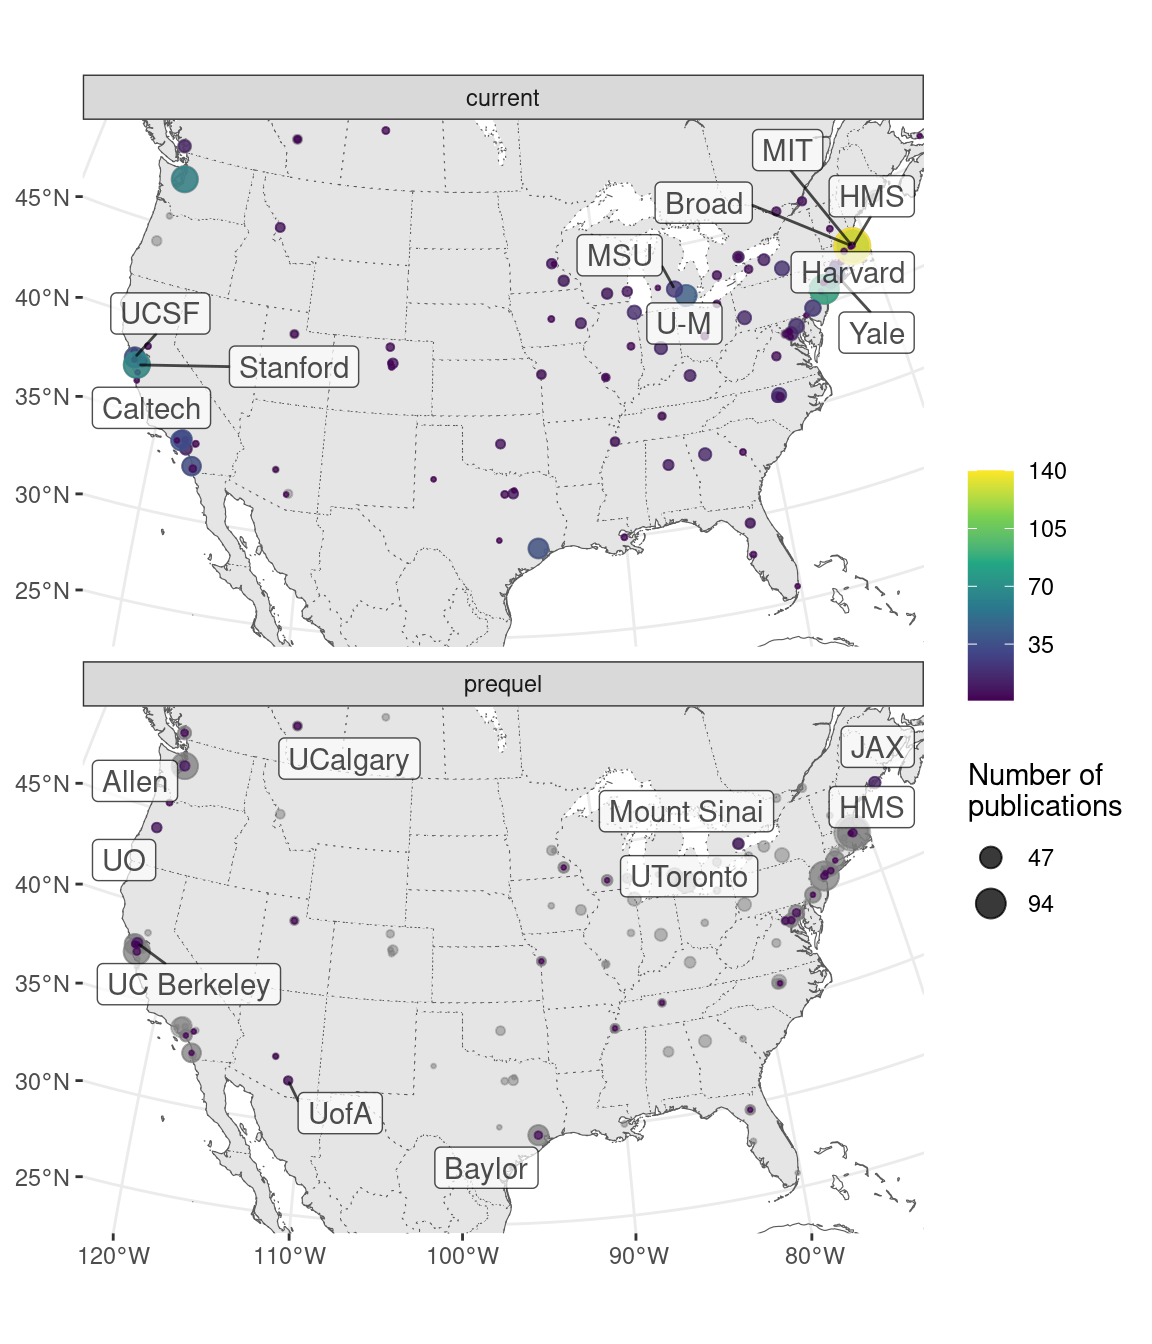 current
MIT
HMS
Broad
MSU
Harvard
U-M
Yale
UCSF
Stanford
Caltech
45°N
40°N
35°N
30°N
25°N
prequel
JAX
UCalgary
Allen
Mount Sinai
HMS
UO
UToronto
UC Berkeley
UofA
Baylor
45°N
40°N
35°N
30°N
25°N
120°W
110°W
100°W
90°W
80°W
140
105
70
35
Number of
publications
47
94